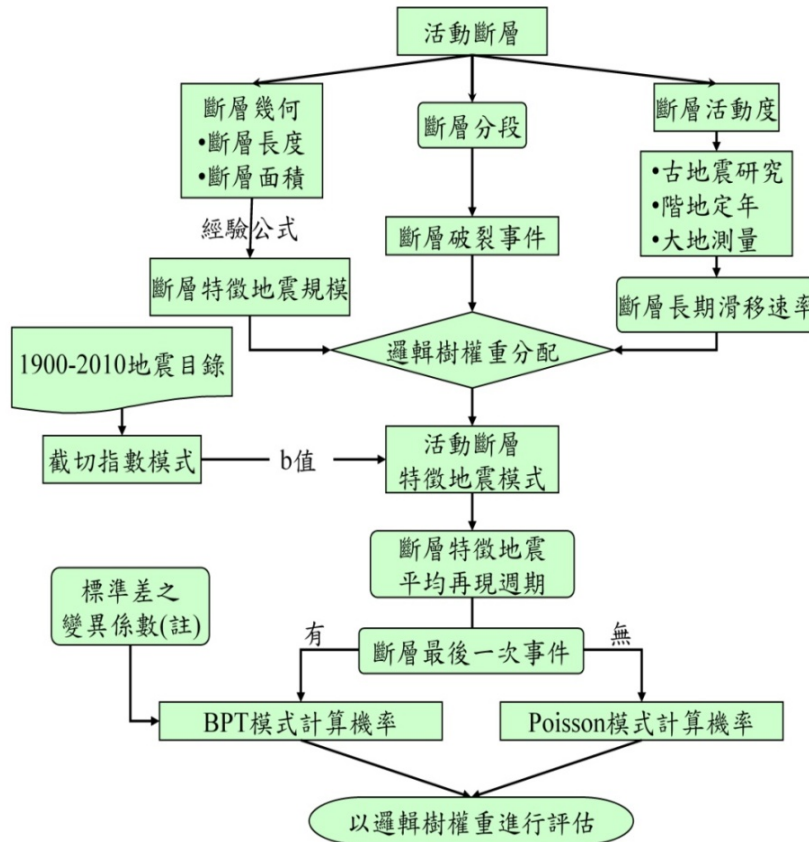 活動斷層
斷層幾何
•斷層長度
•斷層面積
斷層分段
斷層活動度
•古地震研究
•階地定年
•大地測量
經驗公式
斷層破裂事件
斷層特徵地震規模
斷層長期滑移速率
邏輯樹權重分配
1900-2010地震目錄
截切指數模式
b值
活動斷層
特徵地震模式
斷層特徵地震
平均再現週期
標準差之
變異係數(註)
有
斷層最後一次事件
無
BPT模式計算機率
Poisson模式計算機率
以邏輯樹權重進行評估